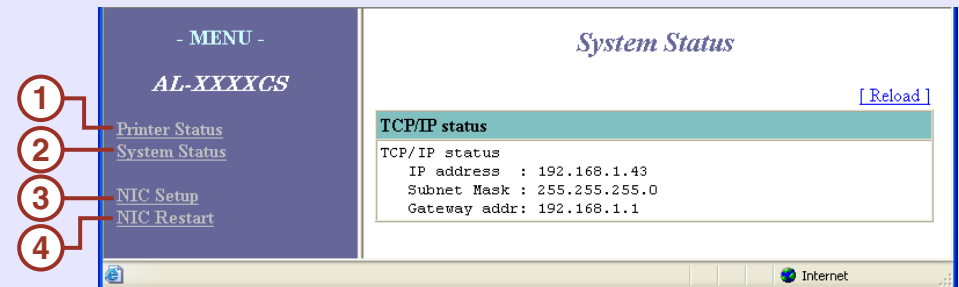 - MENU -
AL-XXXXCS
1
Printer Status
2
System Status
3
NIC Setup
4
NIC Restart
System Status
[ Reload ]
TCP/IP status
TCP/IP status
IP address : 192.168.1.43
Subnet Mask : 255.255.255.0
Gateway addr: 192.168.1.1
Internet